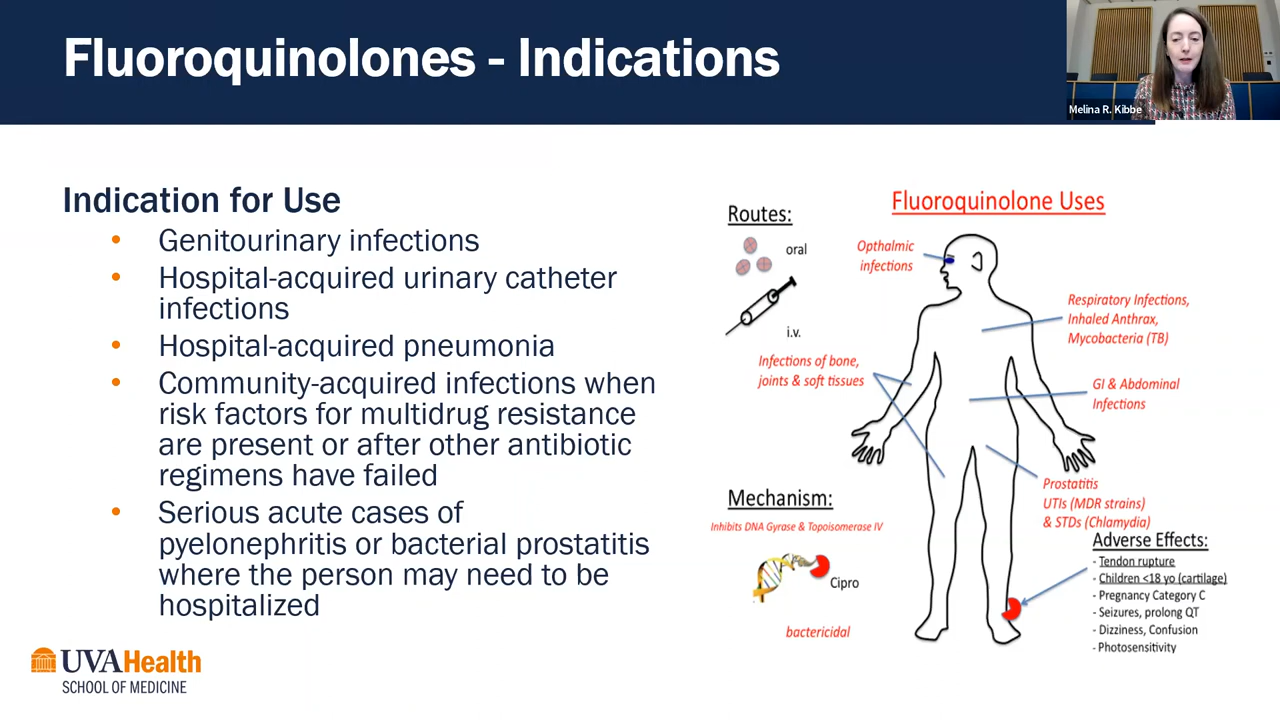 Fluoroquinolones - Indications
Melina R. Kibbe
Indication for Use
• Genitourinary infections
• Hospital-acquired urinary catheter
infections
• Hospital-acquired pneumonia
• Community-acquired infections when
risk factors for multidrug resistance
are present or after other antibiotic
regimens have failed
• Serious acute cases of
pyelonephritis or bacterial prostatitis
where the person may need to be
hospitalized
Fluoroquinolone Uses
Routes:
oral
i.v.
Opthalmic
infections
Respiratory Infections,
Inhaled Anthrax,
Mycobacteria (TB)
Infections of bone,
joints & soft tissues
GI & Abdominal
Infections
Prostatitis
UTIs (MDR strains)
& STDs (Chlamydia)
Mechanism:
Inhibits DNA Gyrase & Topoisomerase IV
Cipro
bactericidal
Adverse Effects:
- Tendon rupture
- Children <18 yo (cartilage)
- Pregnancy Category C
- Seizures, prolong QT
- Dizziness, Confusion
- Photosensitivity
UVAHealth
SCHOOL OF MEDICINE